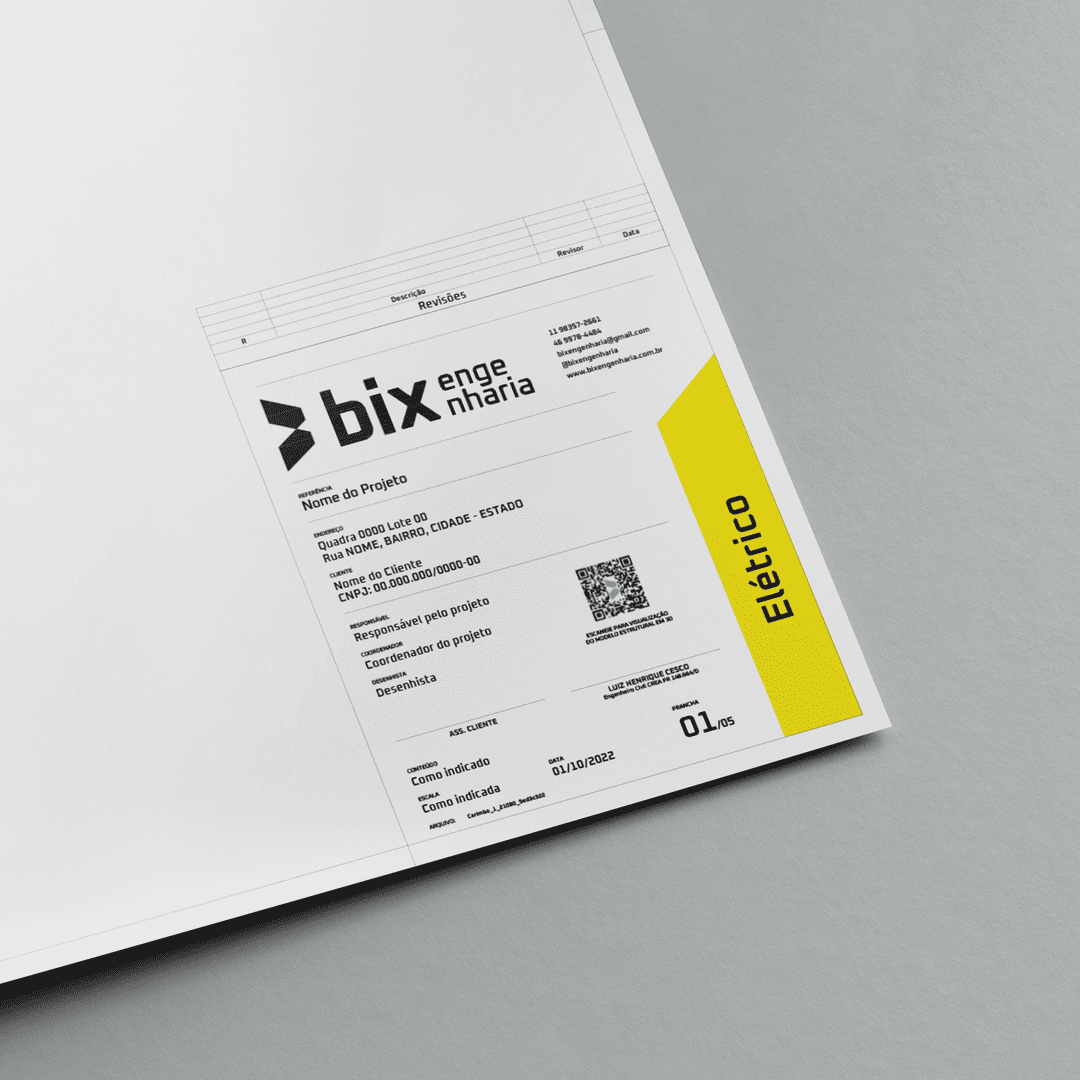 Revisor
Data
Descrição
R
Revisões
bix enge
nharia
11 98357-2661
46 9978-4484
bixengenharia@gmail.com
@bixengenharia
www.bixengenharia.com.br
REFERÊNCIA
Nome do Projeto
ENDEREÇO
Quadra 0000 Lote 00
Rua NOME, BAIRRO, CIDADE - ESTADO
CLIENTE
Nome do Cliente
CNPJ: 00.000.000/0000-00
RESPONSÁVEL
Responsável pelo projeto
COORDENADOR
Coordenador do projeto
DESENHISTA
Desenhista
ESCANEIE PARA VISUALIZAÇÃO
DO MODELO ESTRUTURAL EM 3D
ASS. CLIENTE
LUIZ HENRIQUE CESCO
Engenheiro Civil CREA PR
CONTEÚDO
Como indicado
ESCALA
Como indicada
DATA
01/10/2022
PRANCHA
01/05
ARQUIVO:
Elétrico